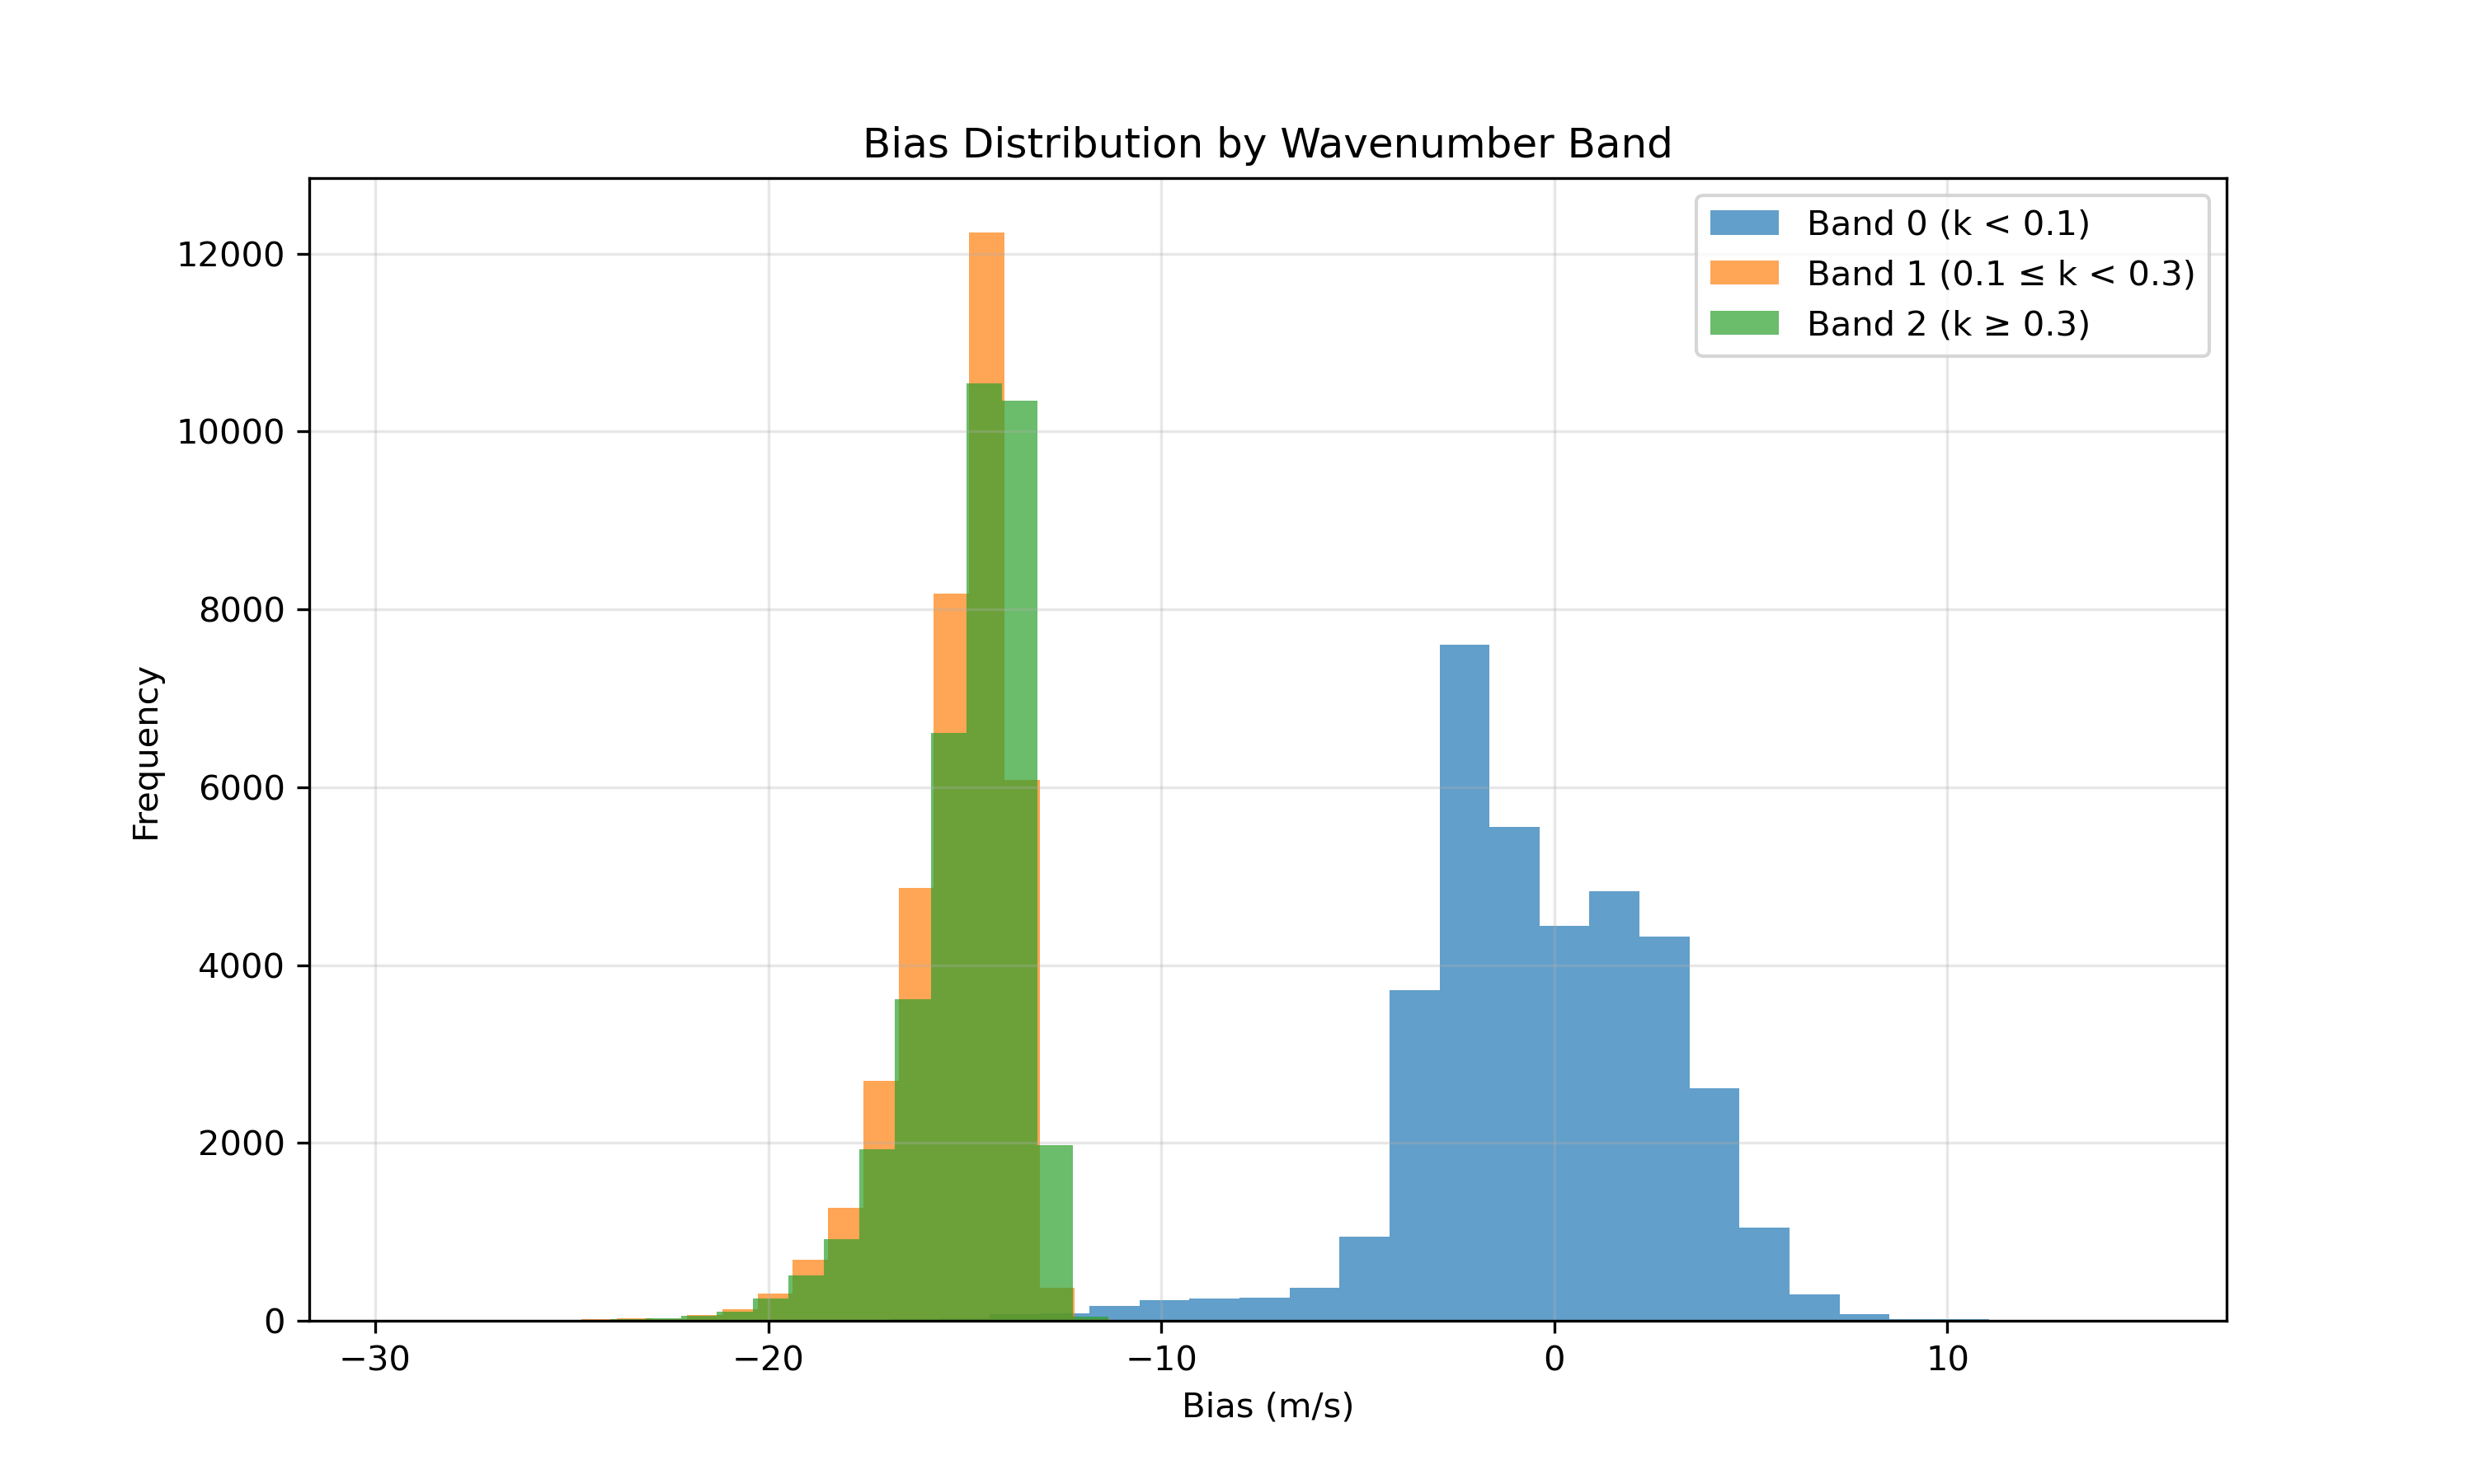 Bias Distribution by Wavenumber Band
Band 0 (k < 0.1)
Band 1 (0.1 ≤ k < 0.3)
Band 2 (k ≥ 0.3)
Frequency
12000
10000
8000
6000
4000
2000
0
−30 −20 −10 0 10
Bias (m/s)